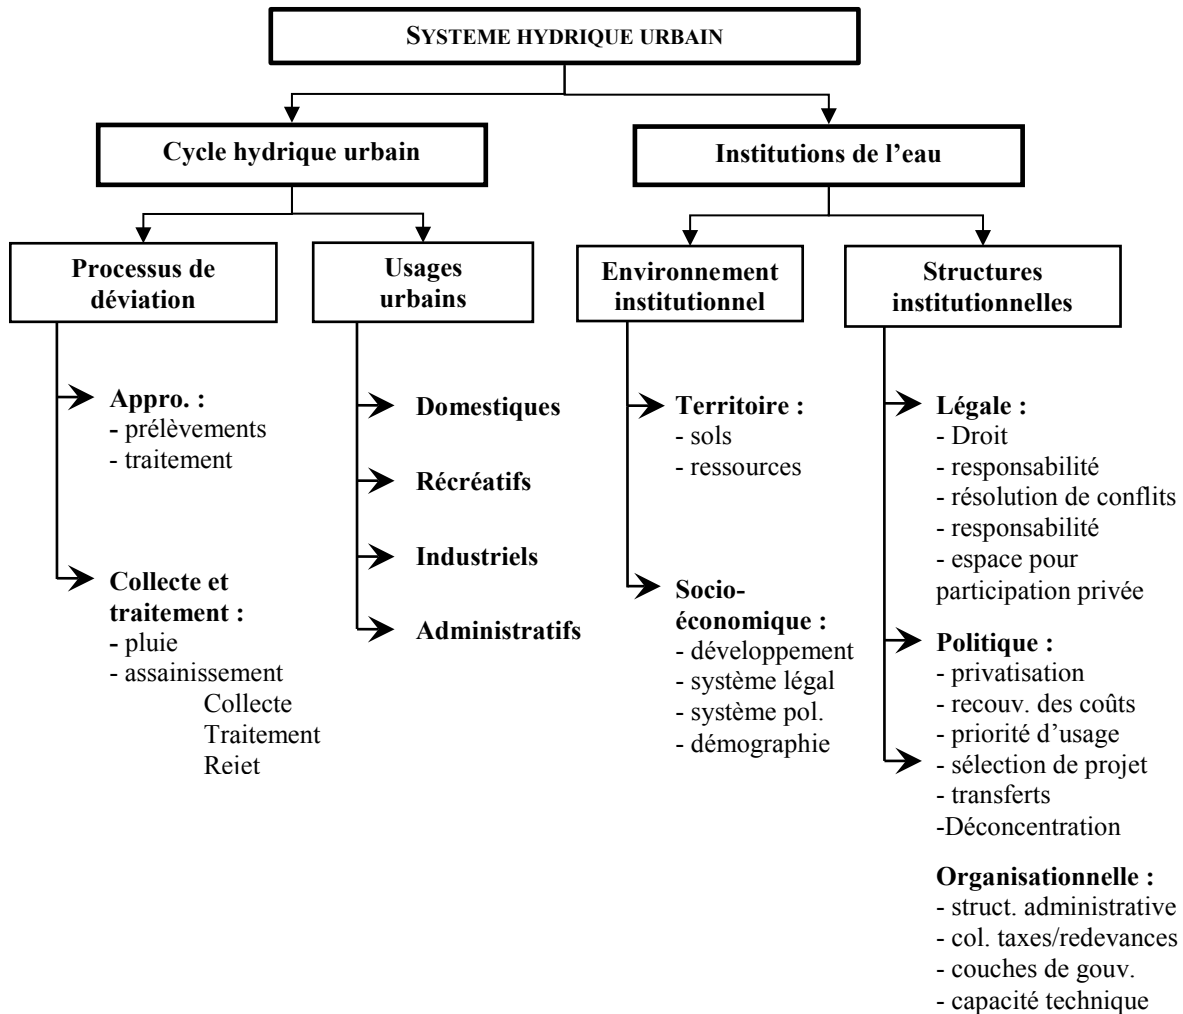 SYSTEME HYDRIQUE URBAIN
Cycle hydrique urbain
Institutions de l’eau
Processus de
déviation
Usages
urbains
Environnement
institutionnel
Structures
institutionnelles
Appro. :
- prélèvements
- traitement
Collecte et
traitement :
- pluie
- assainissement
Collecte
Traitement
Rejet
Domestiques
Récréatifs
Industriels
Administratifs
Territoire :
- sols
- ressources
Socio-
économique :
- développement
- système légal
- système pol.
- démographie
Légale :
- Droit
- responsabilité
- résolution de conflits
- responsabilité
- espace pour
participation privée
Politique :
- privatisation
- recouv. des coûts
- priorité d’usage
- sélection de projet
- transferts
-Déconcentration
Organisationnelle :
- struct. administrative
- col. taxes/redevances
- couches de gouv.
- capacité technique